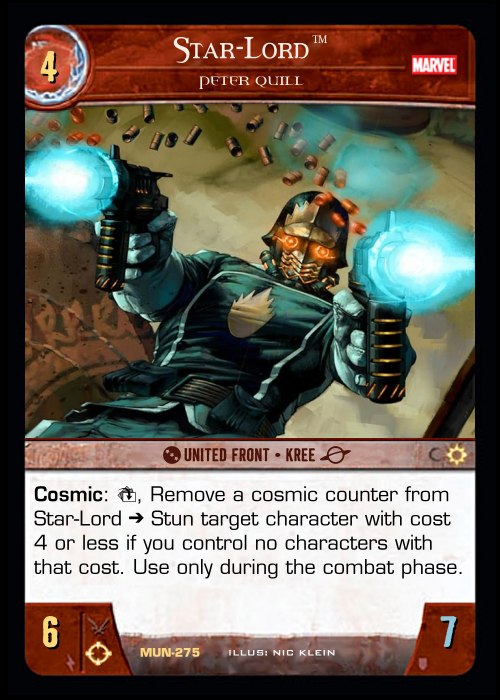 4
STAR-LORD™
PETER QUILL
MARVEL
UNITED FRONT • KREE
C
Cosmic: , Remove a cosmic counter from
Star-Lord ➔ Stun target character with cost
4 or less if you control no characters with
that cost. Use only during the combat phase.
6
MUN-275 ILLUS: NIC KLEIN
7